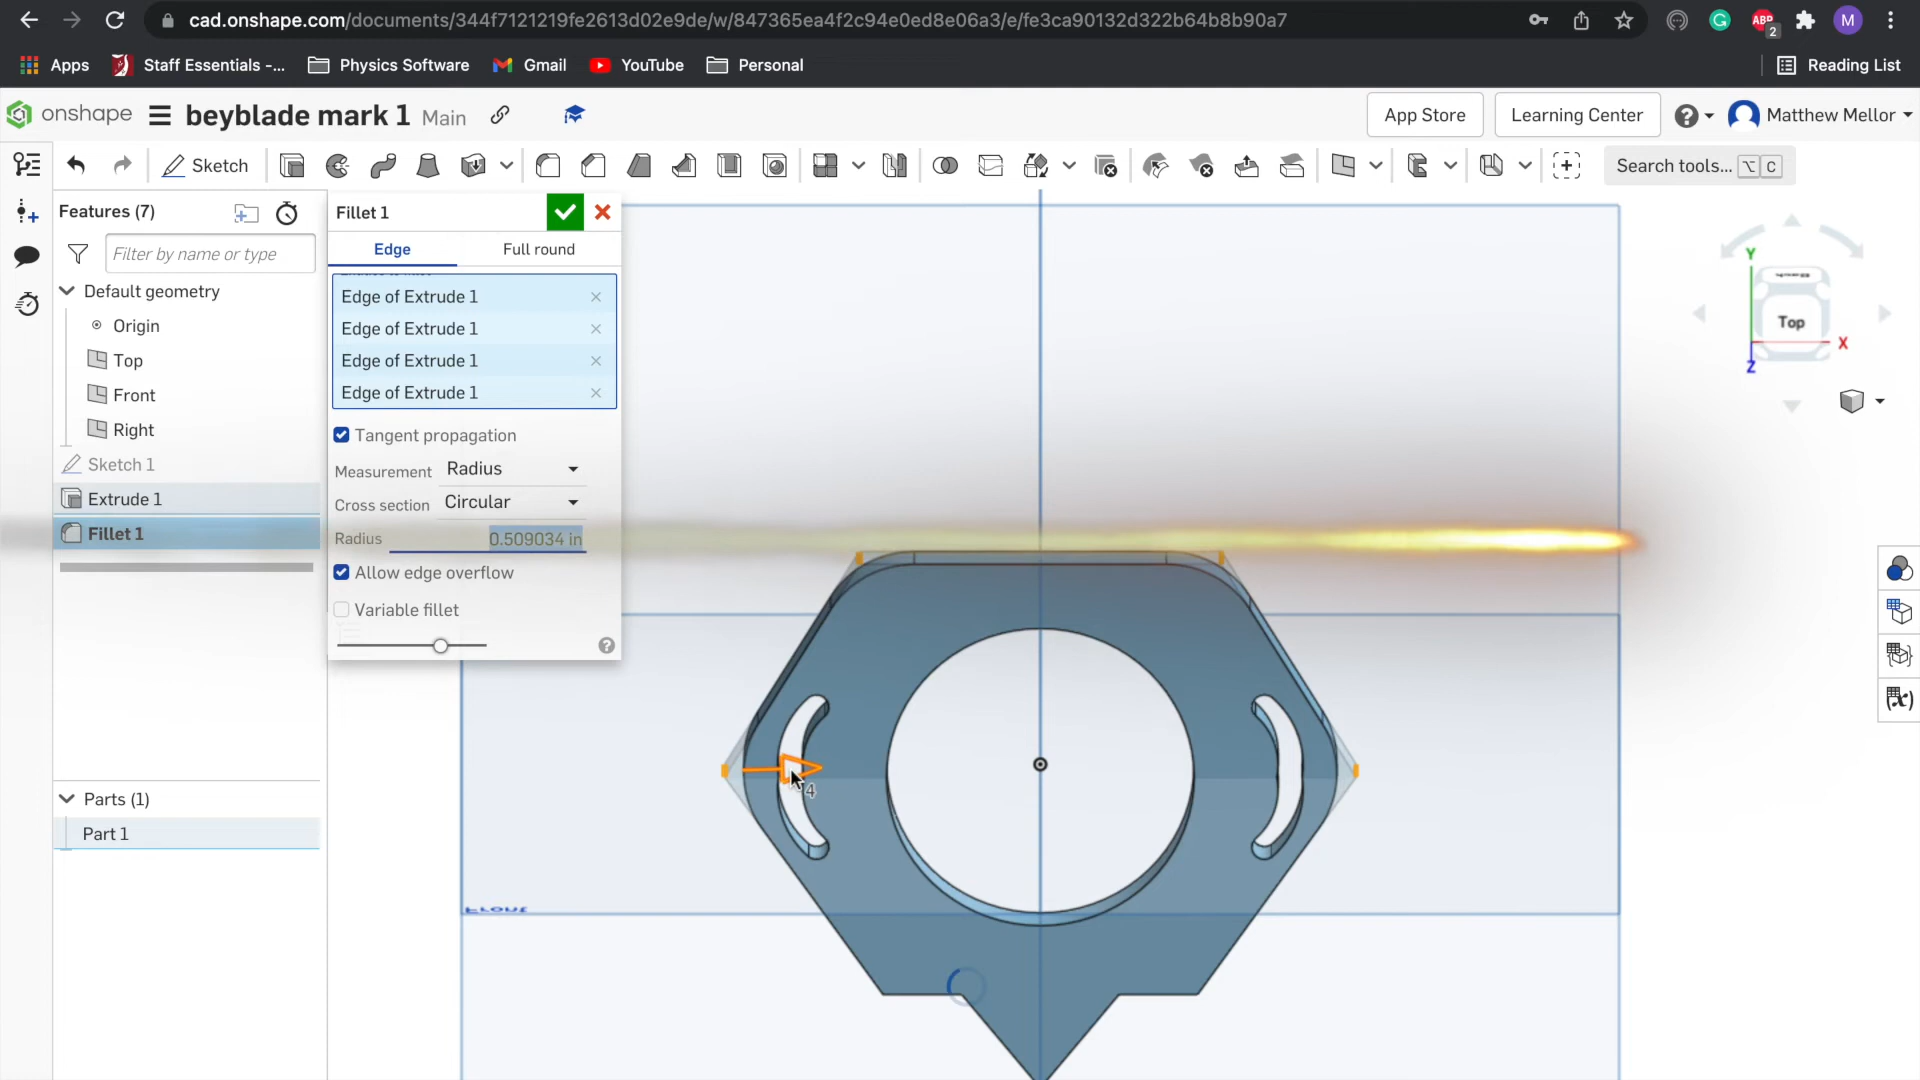 cad.onshape.com/documents/344f7121219fe2613d02e9de/w/847365ea4f2c94e0ed8e06a3/e/fe3ca90132d322b64b8b90a7
ABP
2
M
Apps
Staff Essentials -...
Physics Software
Gmail
YouTube
Personal
Reading List
onshape
beyblade mark 1 Main
App Store
Learning Center
Matthew Mellor
Sketch
Search tools... ⌥ C
Features (7)
Filter by name or type
Default geometry
Origin
Top
Front
Right
Sketch 1
Extrude 1
Fillet 1
Parts (1)
Part 1
Fillet 1
Edge
Full round
Edge of Extrude 1
Edge of Extrude 1
Edge of Extrude 1
Edge of Extrude 1
Tangent propagation
Measurement Radius
Cross section Circular
Radius 0.509034 in
Allow edge overflow
Variable fillet
4
Y
Top
X
Z
(x)